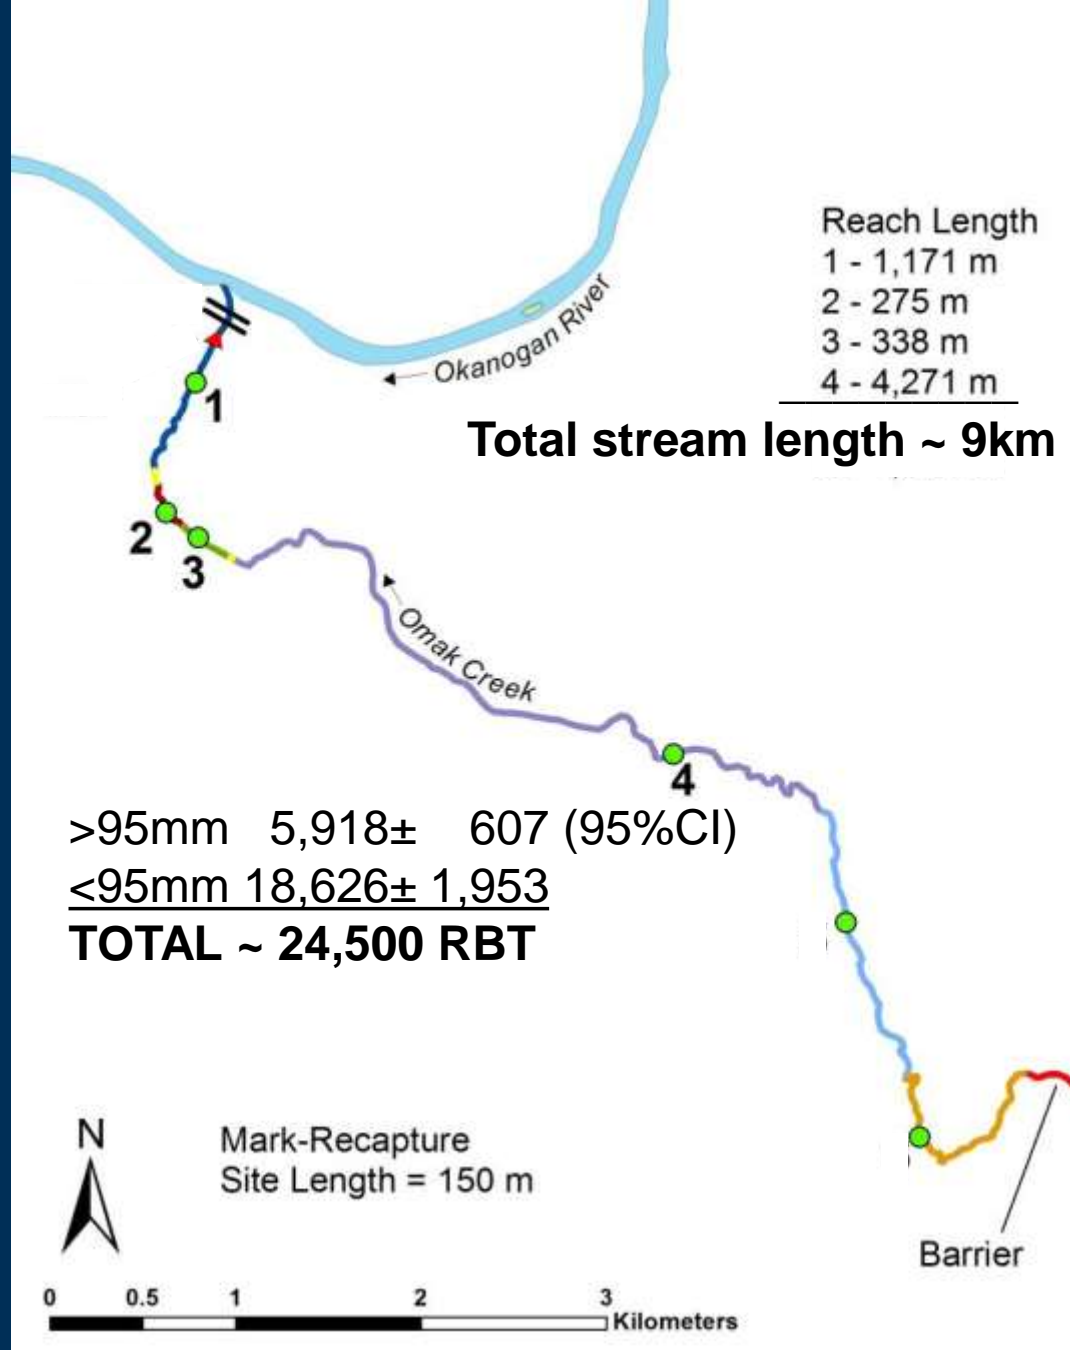 Reach Length
1 - 1,171 m
2 - 275 m
3 - 338 m
4 - 4,271 m
Total stream length ~ 9km
Okanogan River
1
2
3
Omak Creek
4
>95mm 5,918± 607 (95%CI)
<95mm 18,626± 1,953
TOTAL ~ 24,500 RBT
N
Mark-Recapture
Site Length = 150 m
Barrier
0 0.5 1 2 3
Kilometers